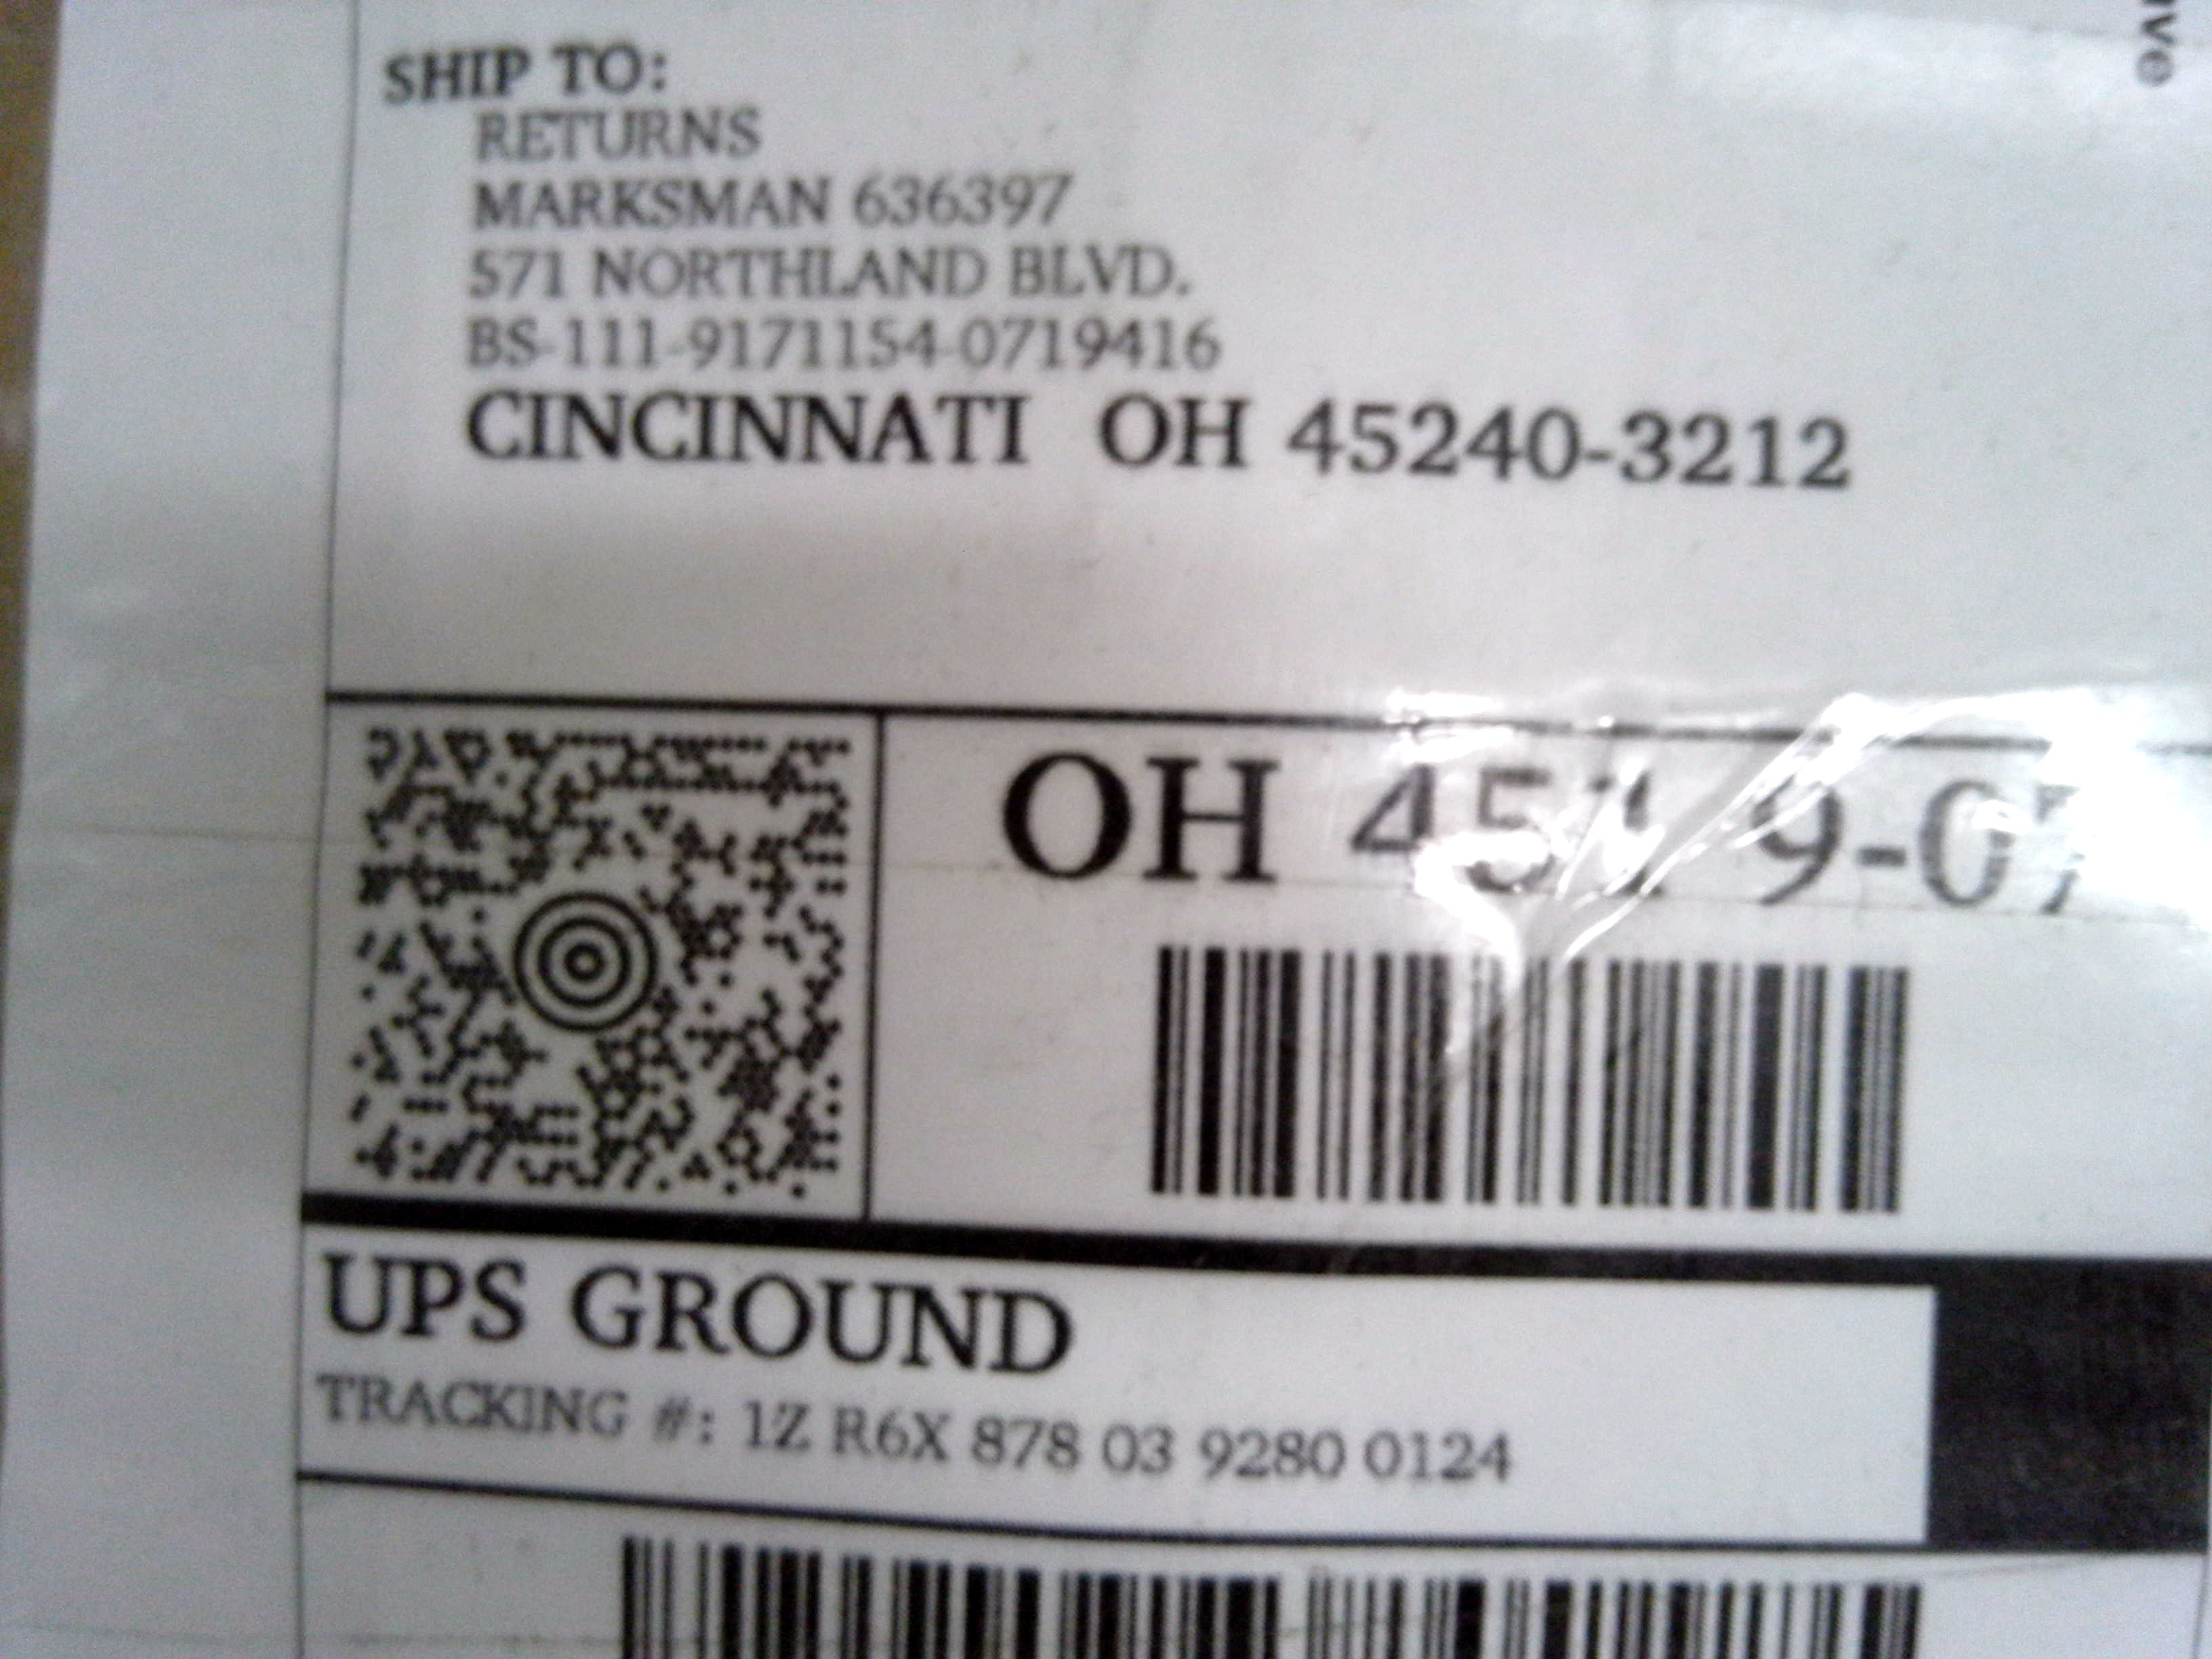 ave
SHIP TO:
RETURNS
MARKSMAN 636397
571 NORTHLAND BLVD.
BS-111-9171154-0719416
CINCINNATI OH 45240-3212
OH
UPS GROUND
TRACKING #: 1Z R6X 878 03 9280 0124